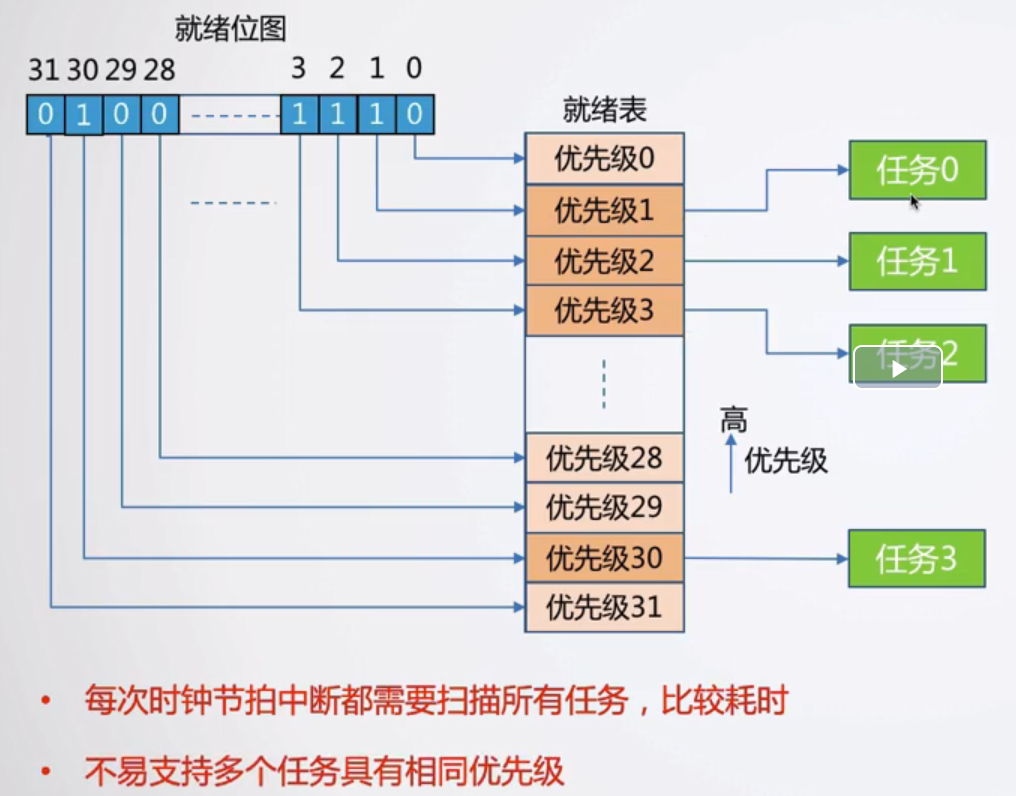 就绪位图
31 30 29 28 3 2 1 0
0 1 0 0 1 1 1 0
就绪表
优先级0
任务0
优先级1
优先级2
任务1
优先级3
任务2
高
优先级
优先级28
优先级29
优先级30
任务3
优先级31
• 每次时钟节拍中断都需要扫描所有任务，比较耗时
• 不易支持多个任务具有相同优先级